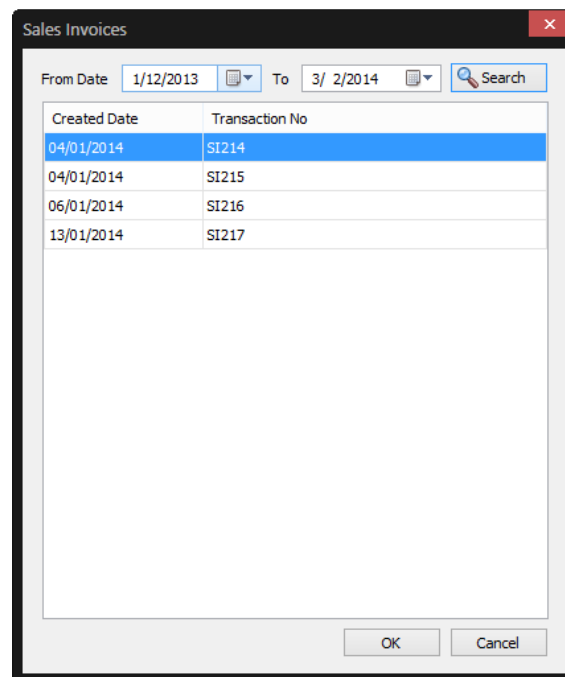 Sales Invoices
From Date 1/12/2013 To 3/ 2/2014 Search
Created Date Transaction No
04/01/2014 SI214
04/01/2014 SI215
06/01/2014 SI216
13/01/2014 SI217
OK Cancel